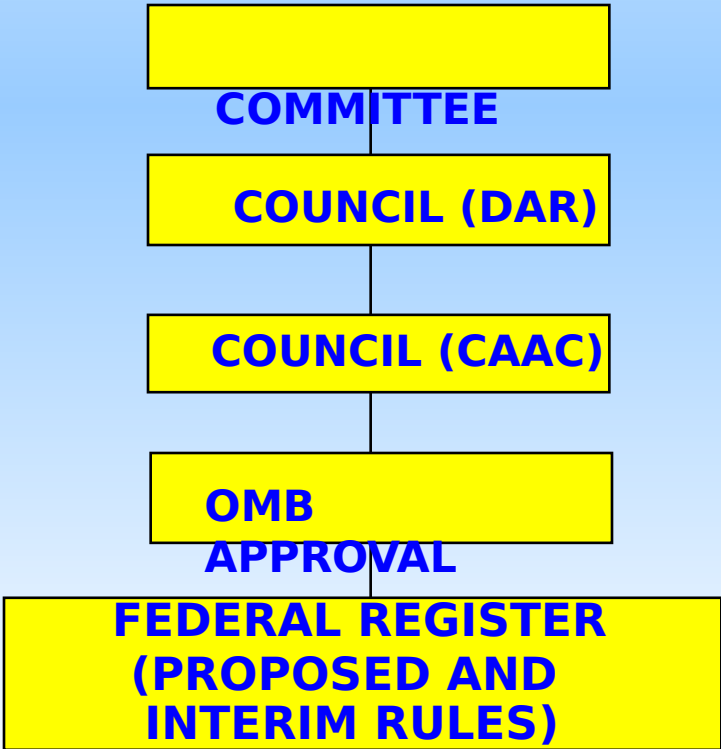 COMMITTEE
COUNCIL (DAR)
COUNCIL (CAAC)
OMB
APPROVAL
FEDERAL REGISTER
(PROPOSED AND
INTERIM RULES)